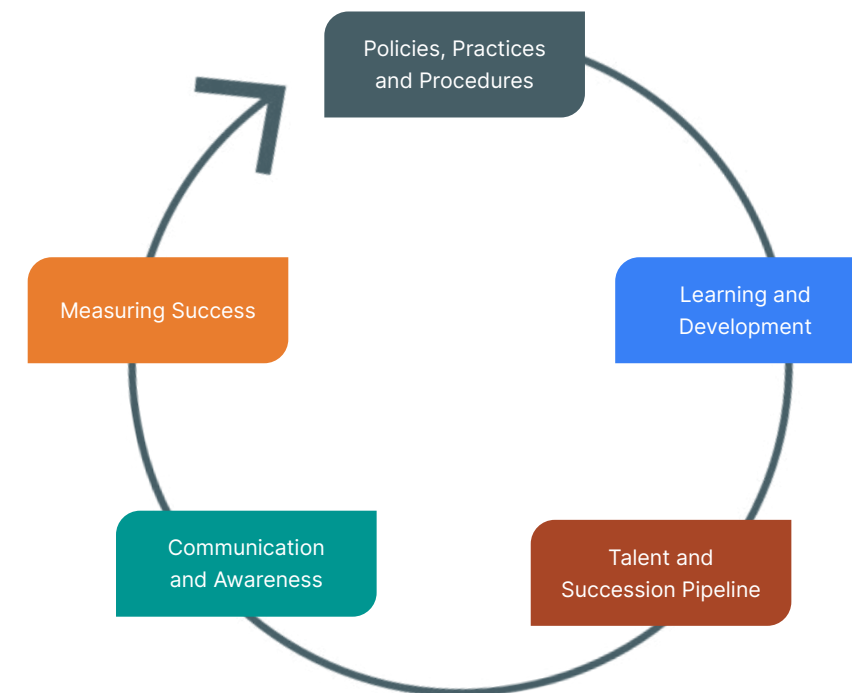 Policies, Practices
and Procedures
Learning and
Development
Talent and
Succession Pipeline
Communication
and Awareness
Measuring Success